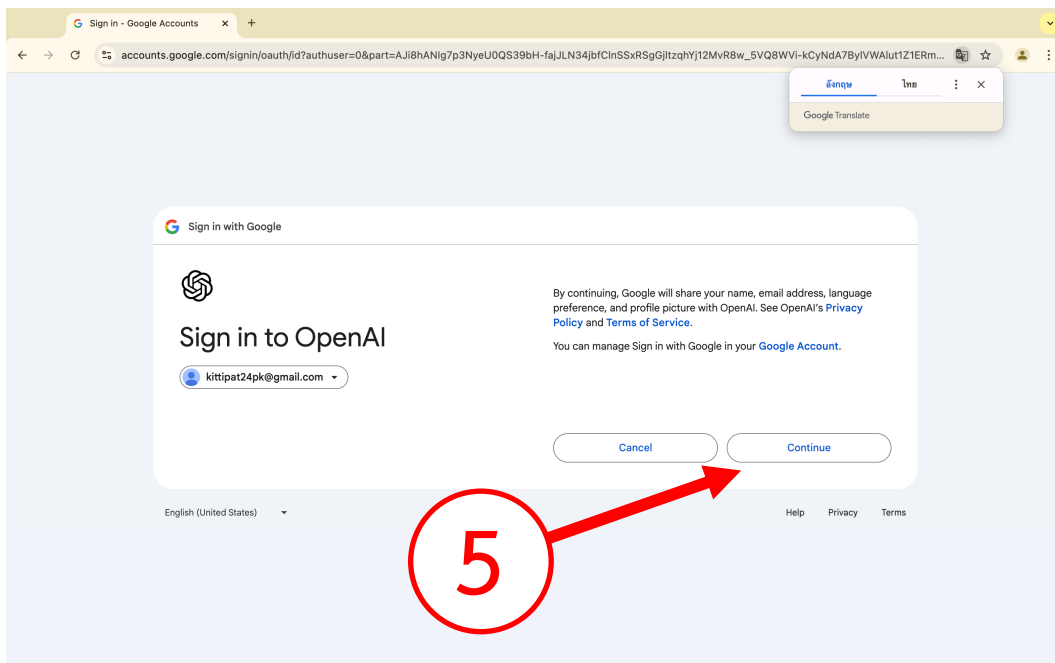 Sign in - Google Accounts
accounts.google.com/signin/oauth/id?authuser=0&part=AJi8hANIg7p3NyeU0QS39bH-fajJLN34jbfClnSSxRSgGjItzqhYj12MvR8w_5VQ8WVi-kCyNdA7BylVWAlut1Z1ERm...
อังกฤษ ไทย
Google Translate
Sign in with Google
Sign in to OpenAI
kittipat24pk@gmail.com
By continuing, Google will share your name, email address, language
preference, and profile picture with OpenAI. See OpenAI's Privacy
Policy and Terms of Service.
You can manage Sign in with Google in your Google Account.
Cancel Continue
English (United States) Help Privacy Terms
5